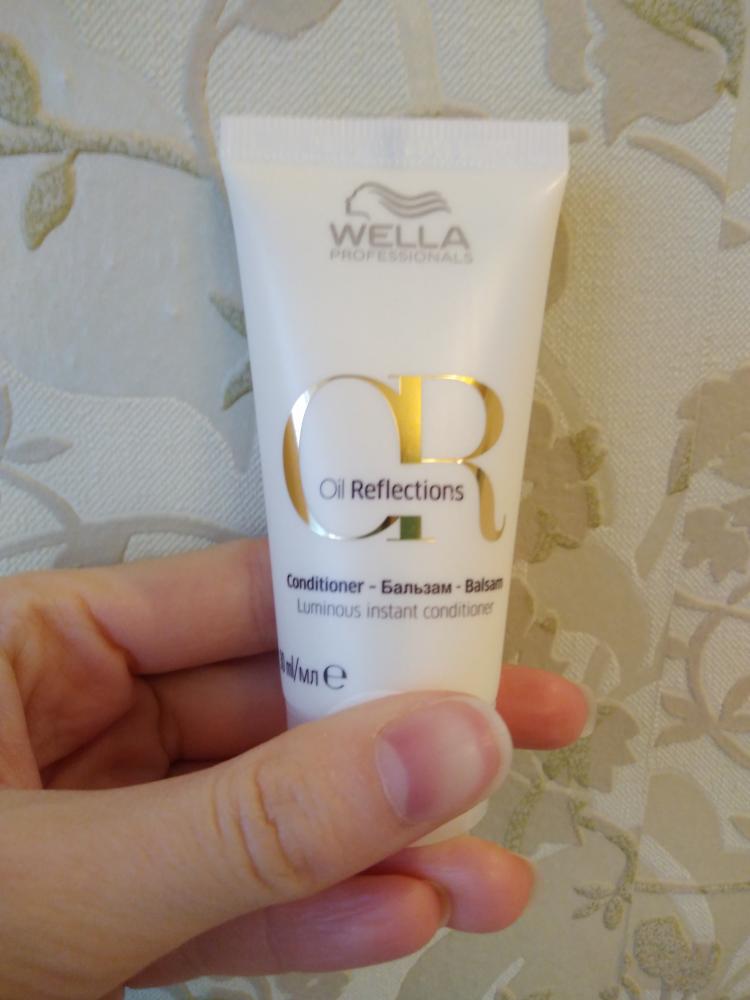 WELLA
PROFESSIONALS
OR
Oil Reflections
Conditioner - Бальзам - Balsam
Luminous instant conditioner
ml/мл e